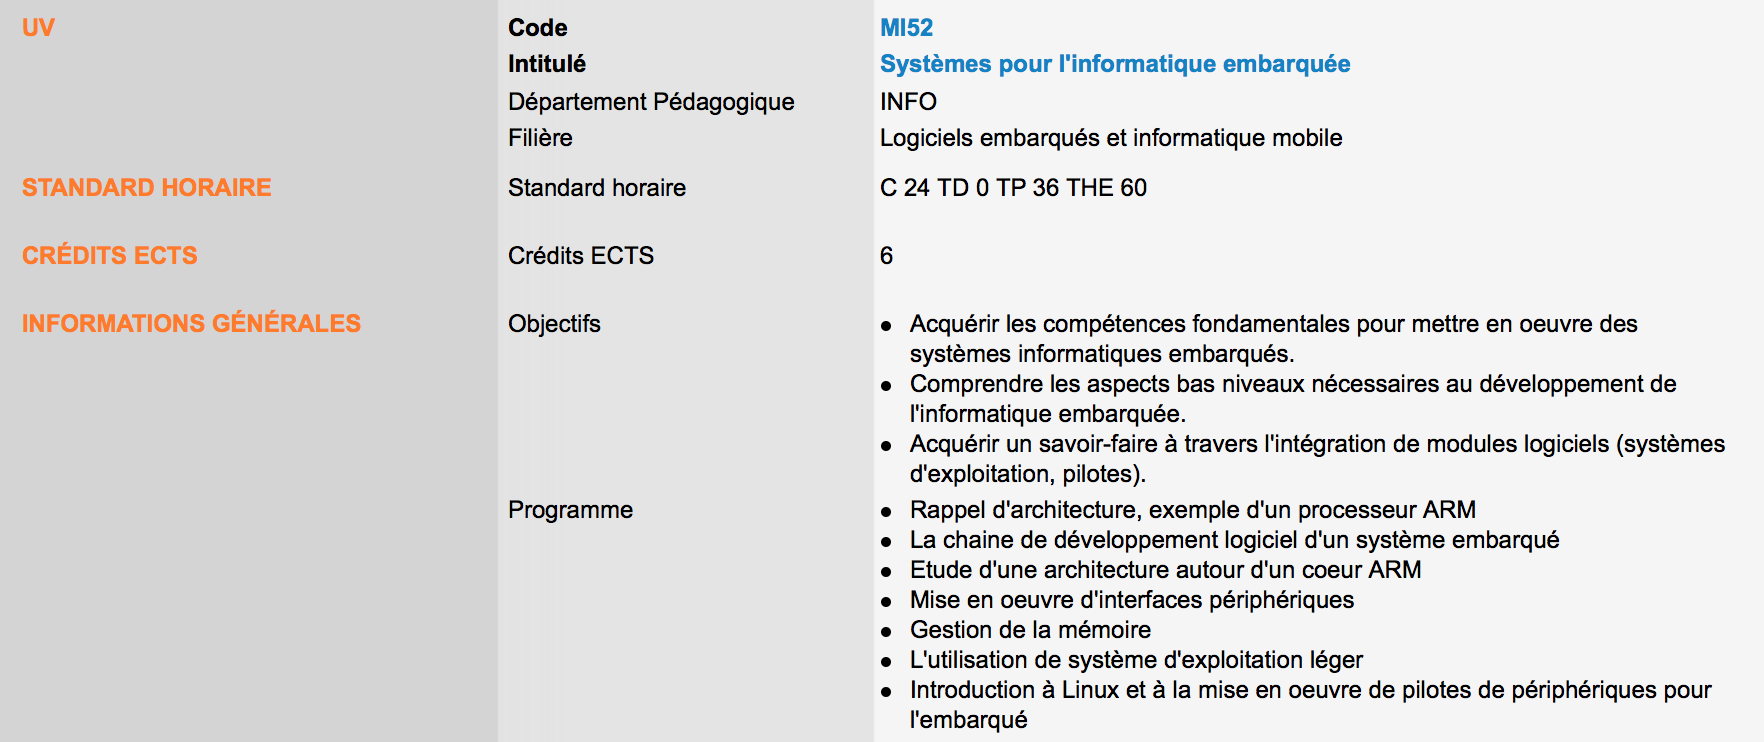 UV Code MI52
Intitulé Systèmes pour l'informatique embarquée
Département Pédagogique INFO
Filière Logiciels embarqués et informatique mobile
STANDARD HORAIRE Standard horaire C 24 TD 0 TP 36 THE 60
CRÉDITS ECTS Crédits ECTS 6
INFORMATIONS GÉNÉRALES Objectifs ● Acquérir les compétences fondamentales pour mettre en oeuvre des
systèmes informatiques embarqués.
● Comprendre les aspects bas niveaux nécessaires au développement de
l'informatique embarquée.
● Acquérir un savoir-faire à travers l'intégration de modules logiciels (systèmes
d'exploitation, pilotes).
Programme ● Rappel d'architecture, exemple d'un processeur ARM
● La chaine de développement logiciel d'un système embarqué
● Etude d'une architecture autour d'un coeur ARM
● Mise en oeuvre d'interfaces périphériques
● Gestion de la mémoire
● L'utilisation de système d'exploitation léger
● Introduction à Linux et à la mise en oeuvre de pilotes de périphériques pour
l'embarqué